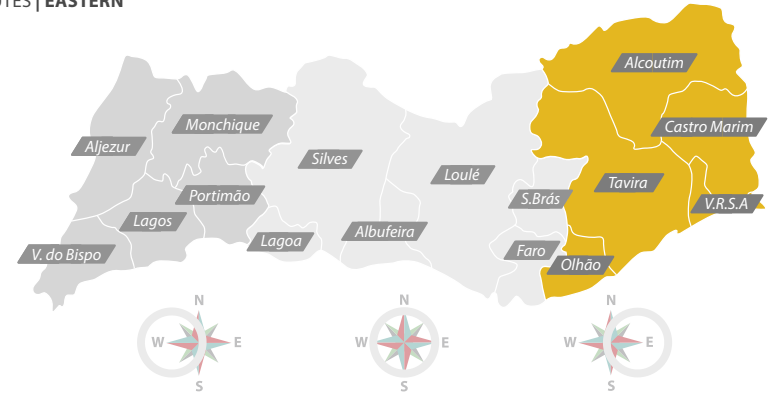 EASTERN
Alcoutim
Monchique
Castro Marim
Aljezur
Silves
Loulé
Tavira
Portimão
S.Brás
V.R.S.A
Lagos
Lagoa
Albufeira
V. do Bispo
Faro
Olhão
N
N
N
W
E
W
E
W
E
S
S
S